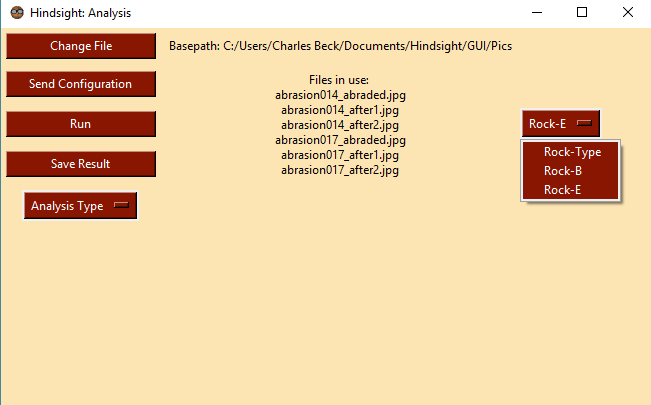 Hindsight: Analysis
Change File
Basepath: C:/Users/Charles Beck/Documents/Hindsight/GUI/Pics
Send Configuration
Run
Save Result
Analysis Type
Files in use:
abrasion014_abraded.jpg
abrasion014_after1.jpg
abrasion014_after2.jpg
abrasion017_abraded.jpg
abrasion017_after1.jpg
abrasion017_after2.jpg
Rock-E
Rock-Type
Rock-B
Rock-E